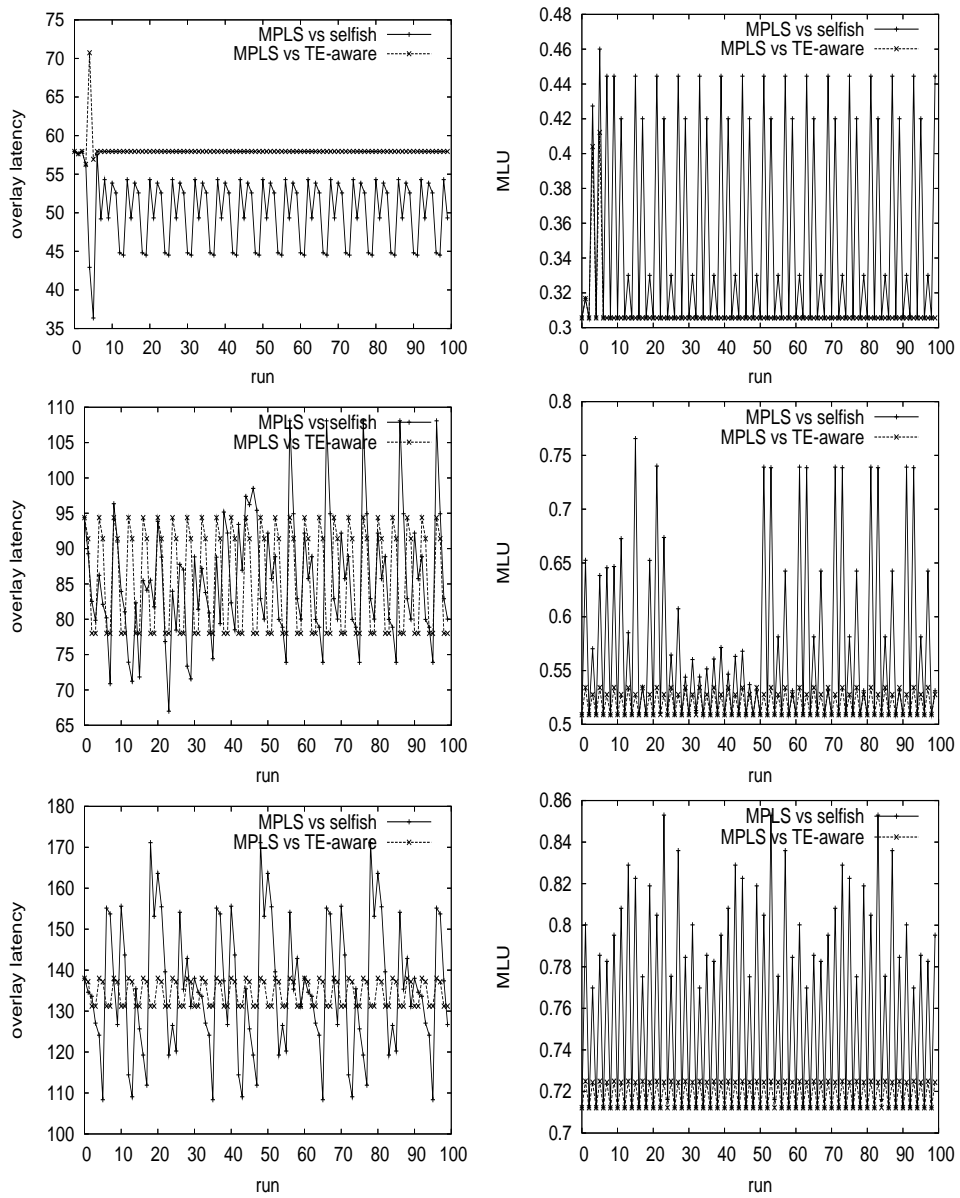 75
70
65
60
55
50
45
40
35
overlay latency
0 10 20 30 40 50 60 70 80 90 100
run
MPLS vs selfish
MPLS vs TE-aware
0.48
0.46
0.44
0.42
0.4
0.38
0.36
0.34
0.32
0.3
MLU
0 10 20 30 40 50 60 70 80 90 100
run
MPLS vs selfish
MPLS vs TE-aware
110
105
100
95
90
85
80
75
70
65
overlay latency
0 10 20 30 40 50 60 70 80 90 100
run
MPLS vs selfish
MPLS vs TE-aware
0.8
0.75
0.7
0.65
0.6
0.55
0.5
MLU
0 10 20 30 40 50 60 70 80 90 100
run
MPLS vs selfish
MPLS vs TE-aware
180
170
160
150
140
130
120
110
100
overlay latency
0 10 20 30 40 50 60 70 80 90 100
run
MPLS vs selfish
MPLS vs TE-aware
0.86
0.84
0.82
0.8
0.78
0.76
0.74
0.72
0.7
MLU
0 10 20 30 40 50 60 70 80 90 100
run
MPLS vs selfish
MPLS vs TE-aware